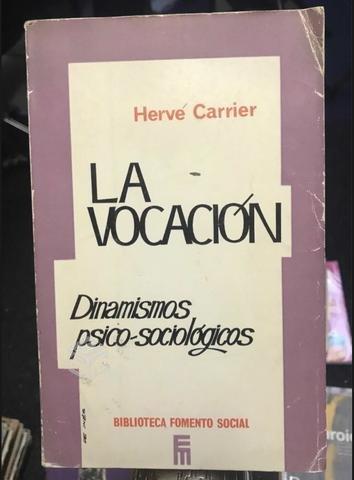 Hervé Carrier
LA
VOCACIÓN
Dinamismos
psico-sociológicos
BIBLIOTECA FOMENTO SOCIAL